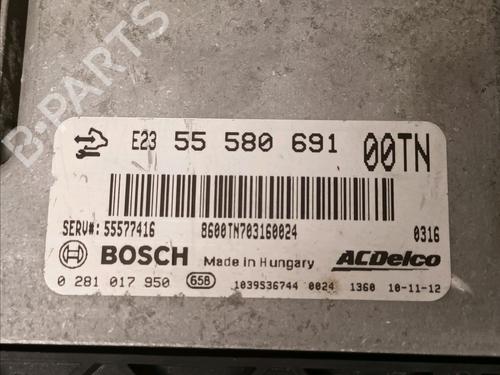 B-PARTS
E23 55 580 691 00TN
SERV#: 55577416 8600TN703160024 0316
BOSCH Made in Hungary ACDelco
0 281 017 950 658 1039S36744 0024 1360 10-11-12